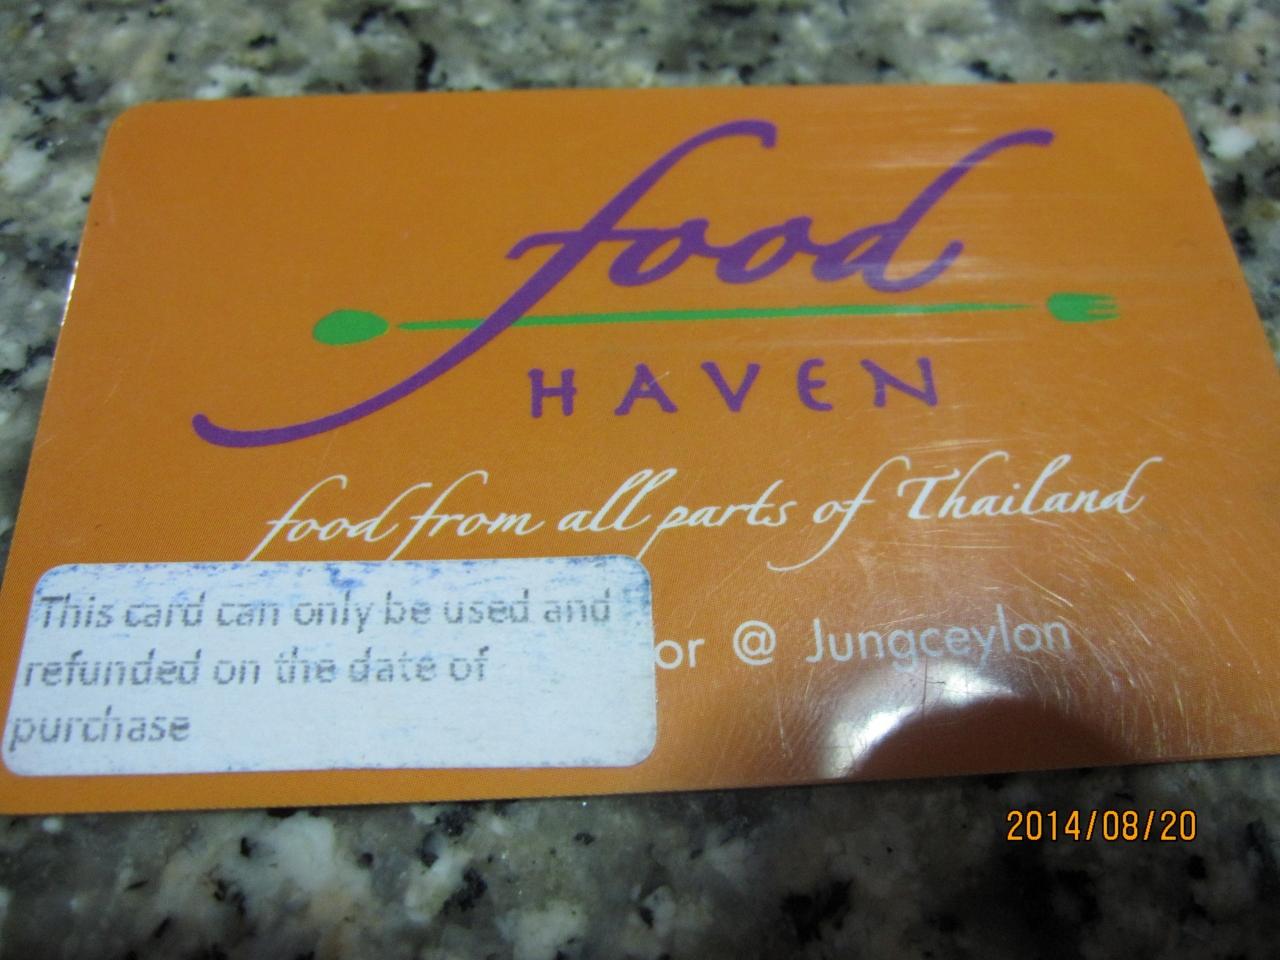 food
HAVEN
food from all parts of Thailand
This card can only be used and
refunded on the date of
purchase
@ Jungceylon
2014/08/20